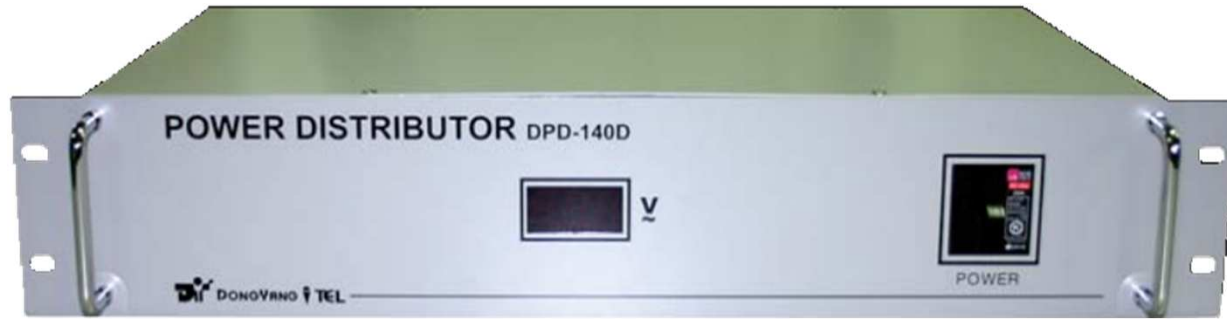 POWER DISTRIBUTOR DPD-140D
V
~
POWER
DONGYANG i TEL